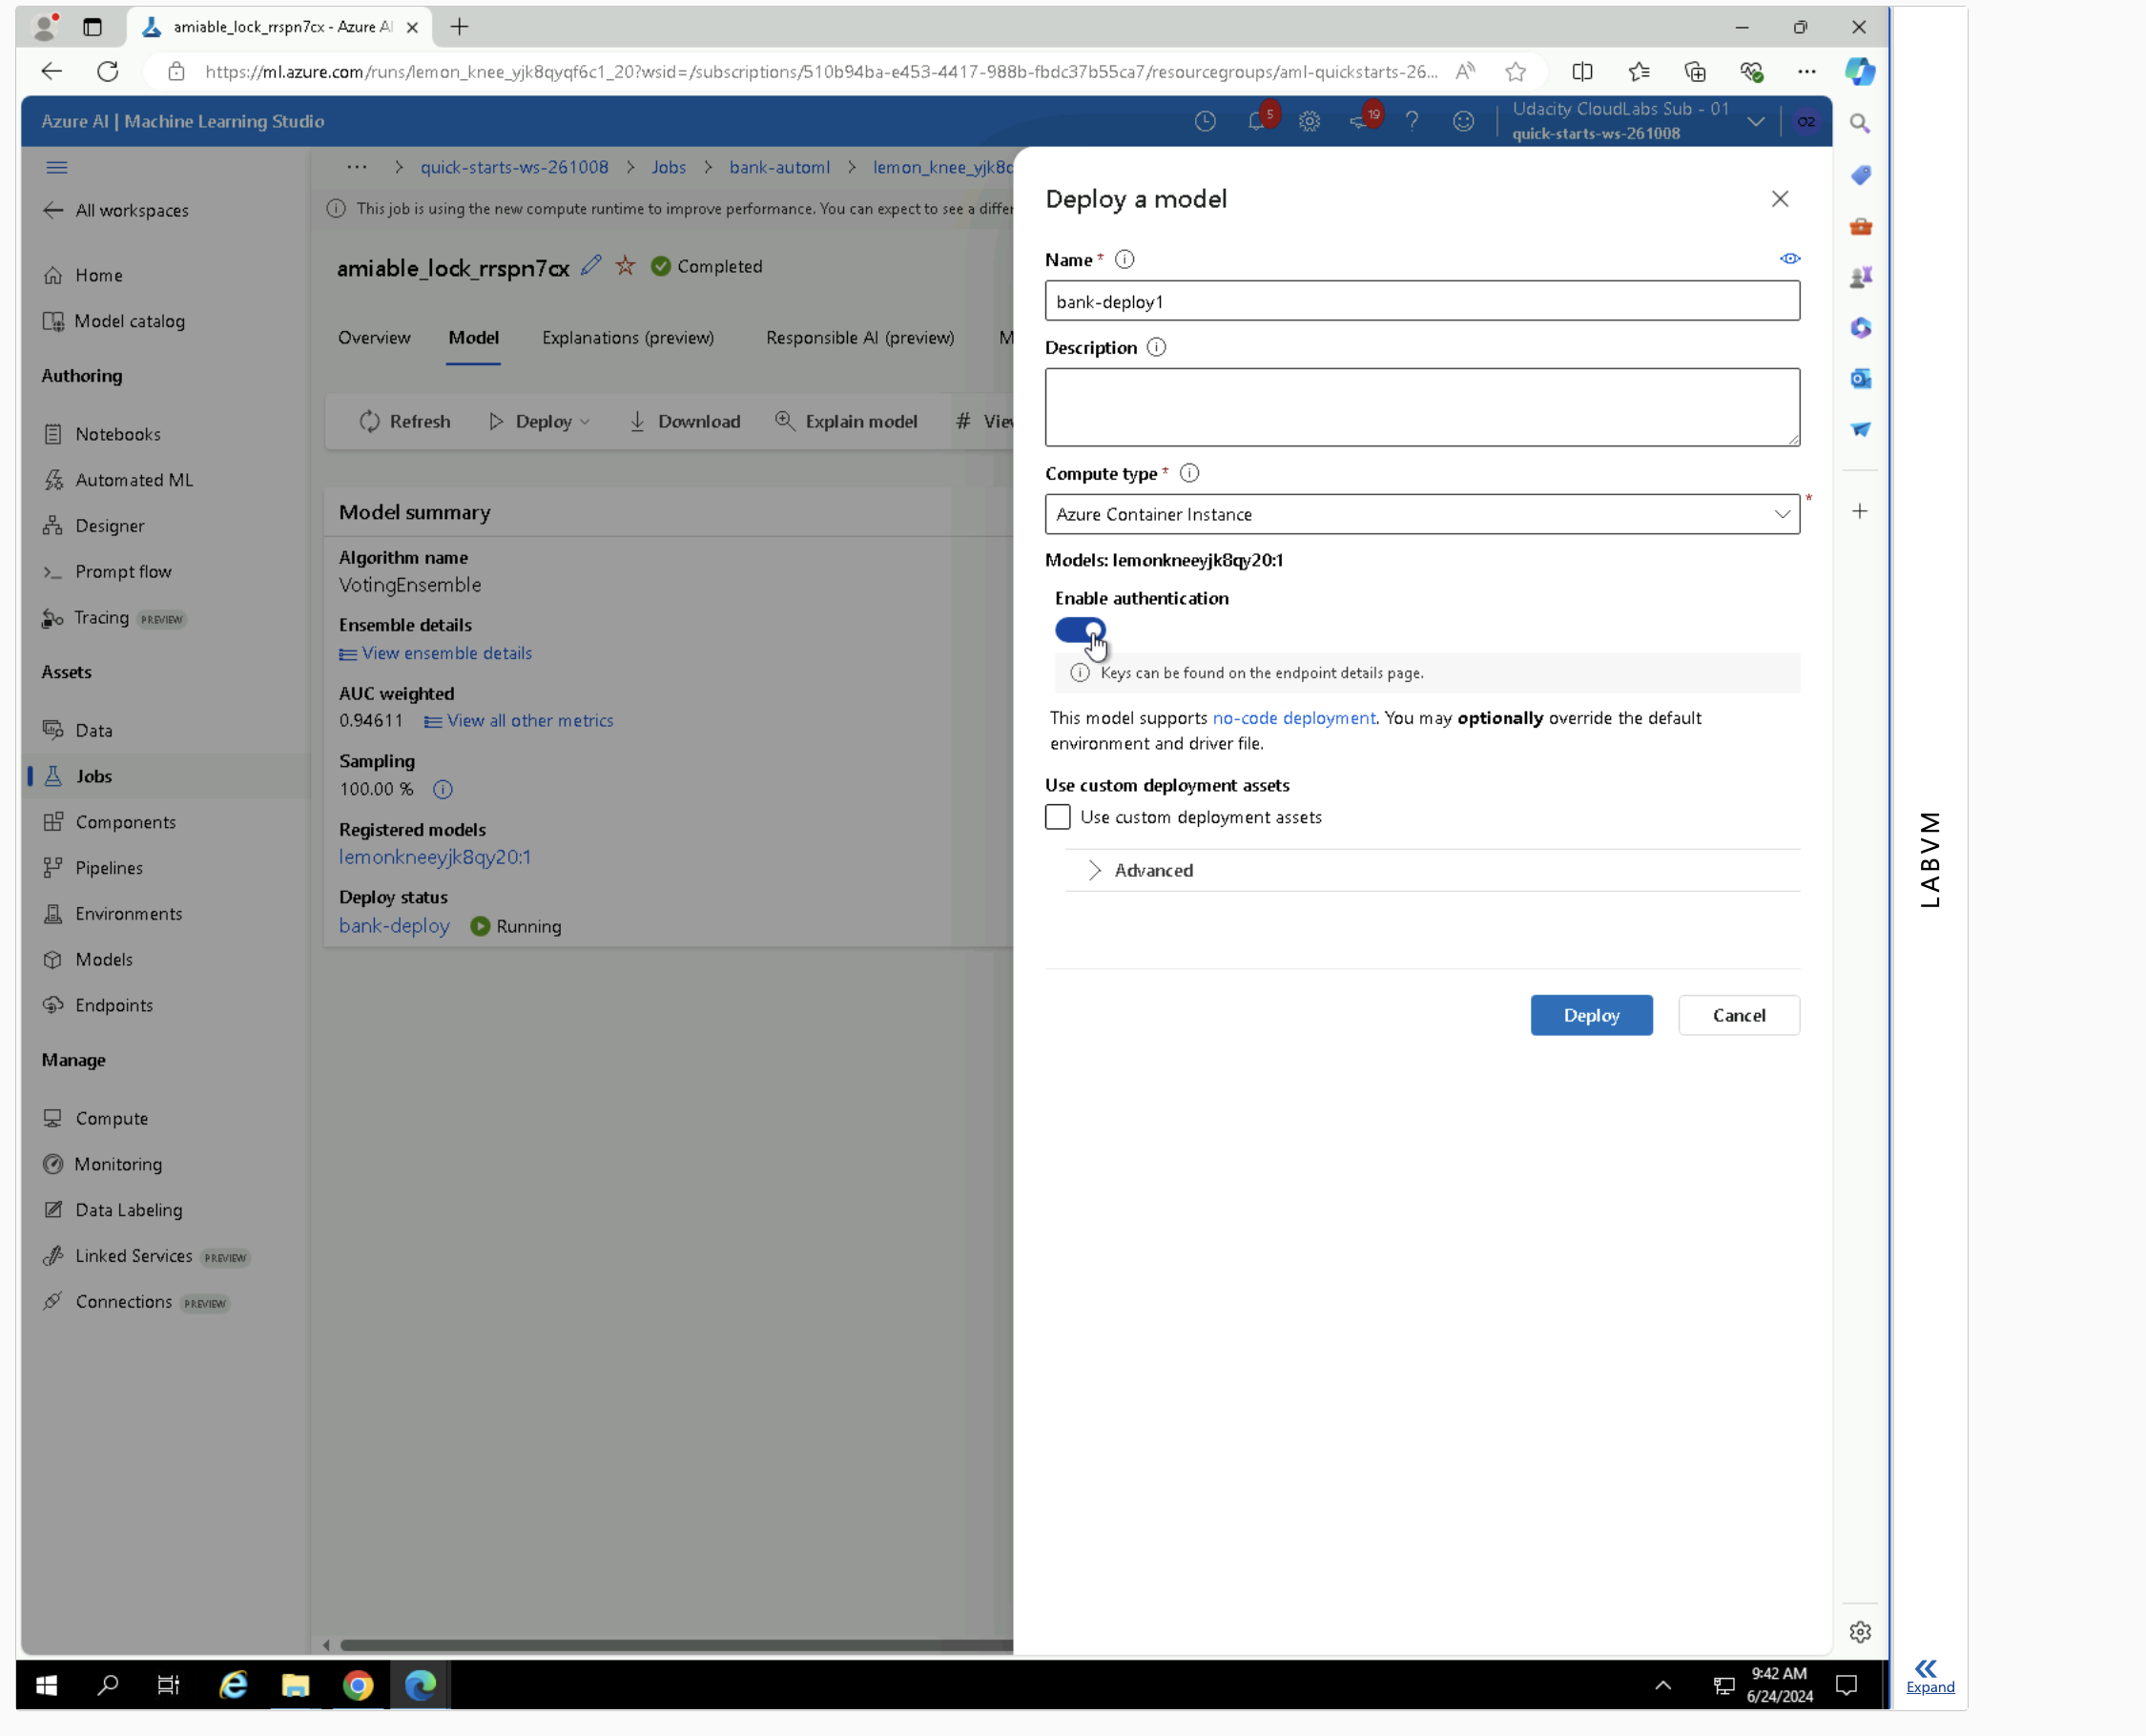 amiable_lock_rrspn7cx - Azure AI
https://ml.azure.com/runs/lemon_knee_yjk8qyqf6c1_20?wsid=/subscriptions/510b94ba-e453-4417-988b-fbdc37b55ca7/resourcegroups/aml-quickstarts-26...
Azure AI | Machine Learning Studio
5
19
Udacity CloudLabs Sub - 01
quick-starts-ws-261008
O2
All workspaces
Home
Model catalog
Authoring
Notebooks
Automated ML
Designer
Prompt flow
Tracing PREVIEW
Assets
Data
Jobs
Components
Pipelines
Environments
Models
Endpoints
Manage
Compute
Monitoring
Data Labeling
Linked Services PREVIEW
Connections PREVIEW
... > quick-starts-ws-261008 > Jobs > bank-automl >
This job is using the new compute runtime to improve performance. You can expect to see a
amiable_lock_rrspn7cx Completed
Overview Model Explanations (preview) Responsible AI (preview)
Refresh Deploy Download Explain model #
Model summary
Algorithm name
VotingEnsemble
Ensemble details
View ensemble details
AUC weighted
0.94611 View all other metrics
Sampling
100.00 %
Registered models
lemonkneeyjk8qy20:1
Deploy status
bank-deploy Running
Deploy a model
Name *
bank-deploy1
Description
Compute type *
Azure Container Instance *
Models: lemonkneeyjk8qy20:1
Enable authentication
Keys can be found on the endpoint details page.
This model supports no-code deployment. You may optionally override the default
environment and driver file.
Use custom deployment assets
Use custom deployment assets
Advanced
Deploy Cancel
LABVM
Expand
9:42 AM
6/24/2024